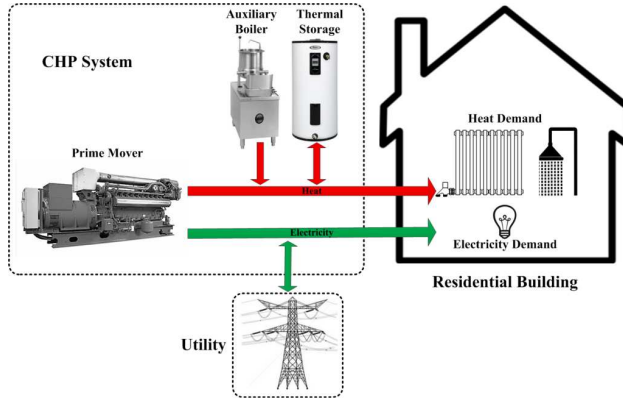 Auxiliary
Boiler
Thermal
Storage
CHP System
Heat Demand
Prime Mover
Heat
Electricity
Electricity Demand
Residential Building
Utility